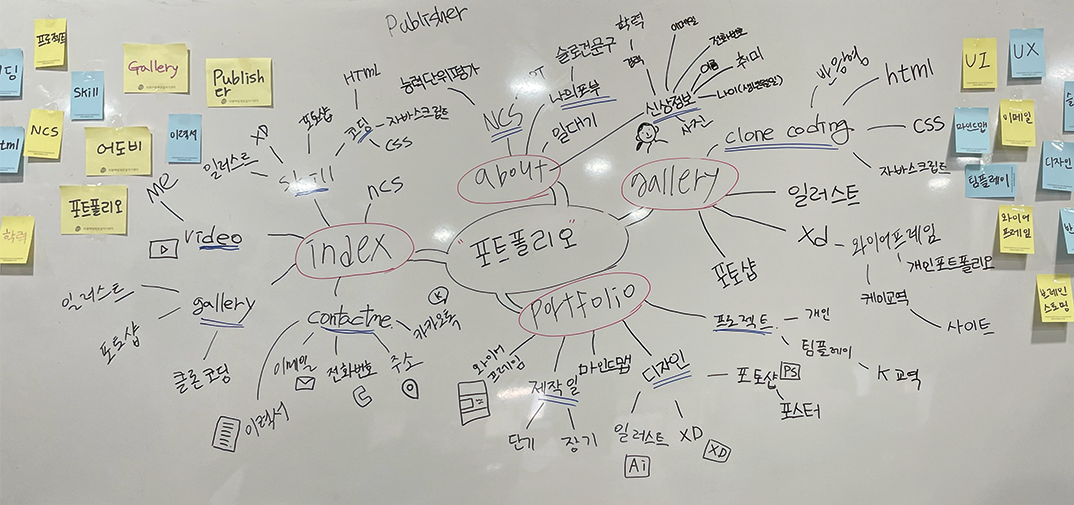 Publisher
프로젝트
Gallery
Publish
다
Skill
NCS
어도비
이력서
포트폴리오
학력
딩
html
UI
UX
마인드맵
이메일
디자인
팀플레이
와이어
프레임
브레인
스토밍
"포트폴리오"
index
skill
일러스트
XD
포토샵
코딩
HTML
자바스크립트
CSS
ncs
video
me
gallery
일러스트
포토샵
클론코딩
contactme
이력서
이메일
전화번호
주소
카카오톡
K
about
NCS
능력단위평가
나의포부
슬로건문구
일대기
신상정보
학력
경력
이메일
전화번호
이름
취미
나이(생년월일)
사진
gallery
clone coding
반응형
html
css
자바스크립트
일러스트
Xd
와이어프레임
개인포트폴리오
케이교역
사이트
포토샵
portfolio
와이어
프레임
제작일
단기
장기
마인드맵
디자인
일러스트
Ai
XD
XD
포토샵
PS
포스터
프로젝트
개인
팀플레이
K교역